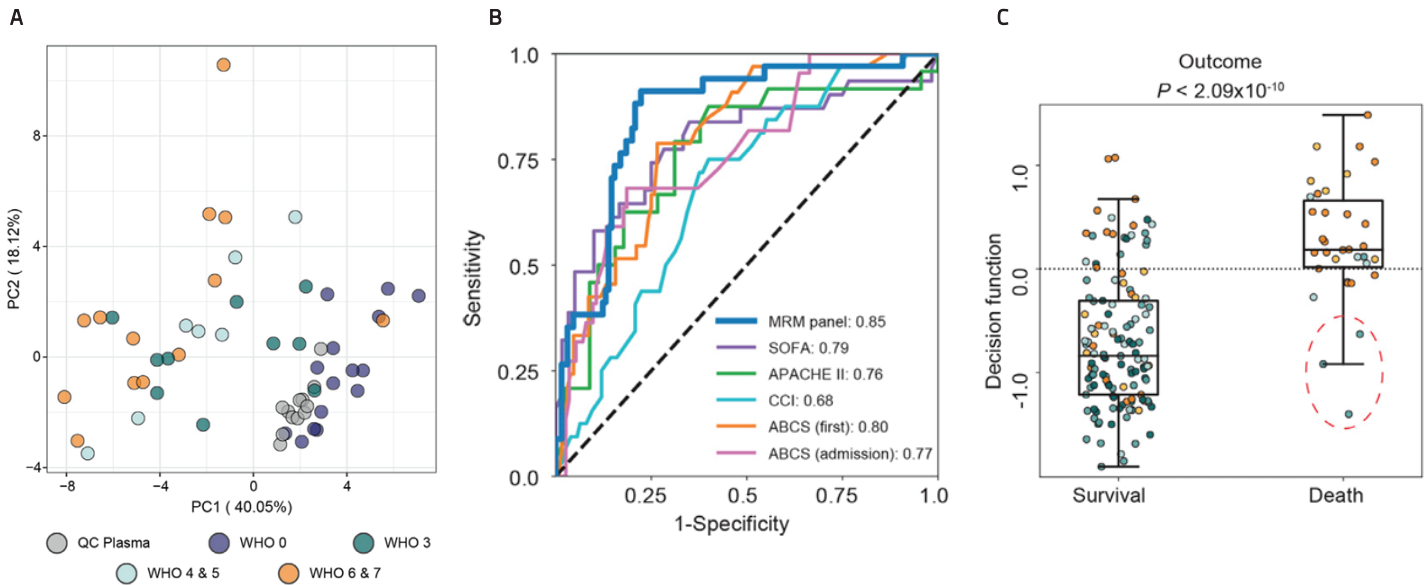 A
8
4
0
−4
PC2 ( 18.12%)
−8
−4
0
4
PC1 ( 40.05%)
QC Plasma
WHO 0
WHO 3
WHO 4 & 5
WHO 6 & 7
B
1.0
0.75
0.5
0.25
0.0
Sensitivity
MRM panel: 0.85
SOFA: 0.79
APACHE II: 0.76
CCI: 0.68
ABCS (first): 0.80
ABCS (admission): 0.77
0.25
0.5
0.75
1.0
1-Specificity
C
Outcome
P < 2.09x10⁻¹⁰
1.0
0.0
-1.0
Decision function
Survival
Death